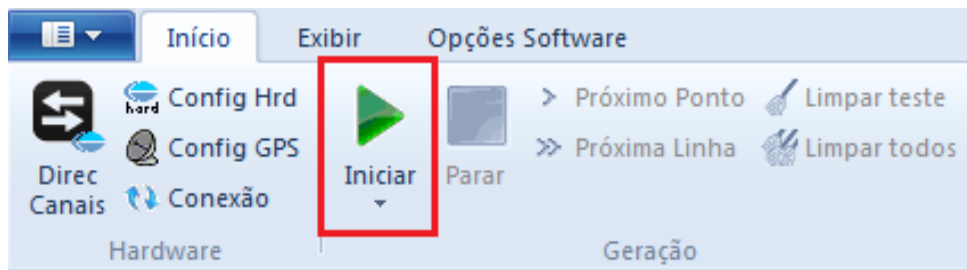 Início Exibir Opções Software
Direc Canais
hard Config Hrd
Config GPS
Conexão
Hardware
Iniciar
Parar
Próximo Ponto
Próxima Linha
Limpar teste
Limpar todos
Geração